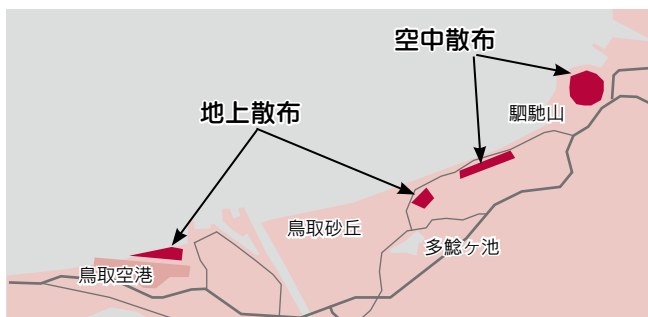 空中散布
地上散布
駟馳山
鳥取砂丘
多鯰ヶ池
鳥取空港